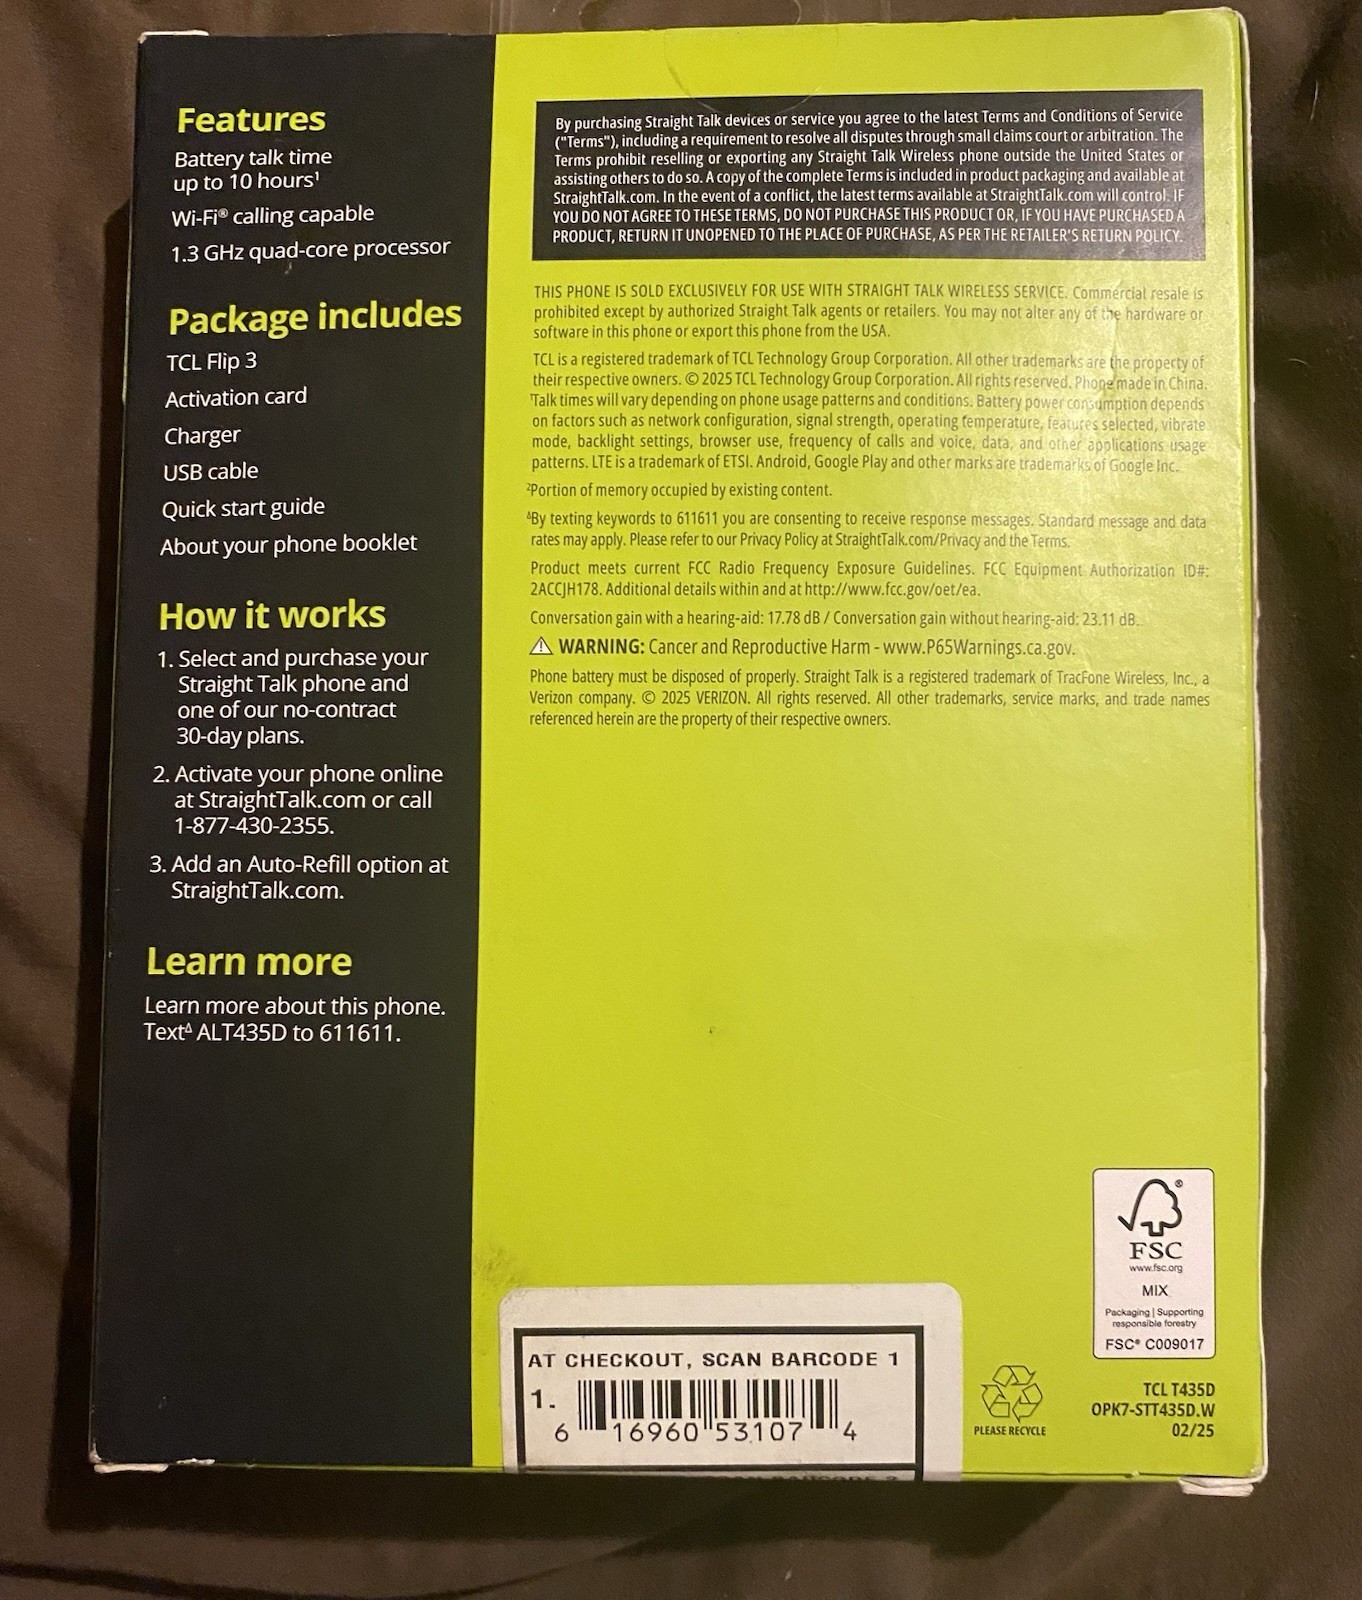 Features
Battery talk time
up to 10 hours¹
Wi-Fi® calling capable
1.3 GHz quad-core processor
Package includes
TCL Flip 3
Activation card
Charger
USB cable
Quick start guide
About your phone booklet
How it works
1. Select and purchase your
Straight Talk phone and
one of our no-contract
30-day plans.
2. Activate your phone online
at StraightTalk.com or call
1-877-430-2355.
3. Add an Auto-Refill option at
StraightTalk.com.
Learn more
Learn more about this phone.
Text∆ ALT435D to 611611.
By purchasing Straight Talk devices or service you agree to the latest Terms and Conditions of Service
("Terms"), including a requirement to resolve all disputes through small claims court or arbitration. The
Terms prohibit reselling or exporting any Straight Talk Wireless phone outside the United States or
assisting others to do so. A copy of the complete Terms is included in product packaging and available at
StraightTalk.com. In the event of a conflict, the latest terms available at StraightTalk.com will control. IF
YOU DO NOT AGREE TO THESE TERMS, DO NOT PURCHASE THIS PRODUCT OR, IF YOU HAVE PURCHASED A
PRODUCT, RETURN IT UNOPENED TO THE PLACE OF PURCHASE, AS PER THE RETAILER'S RETURN POLICY.
THIS PHONE IS SOLD EXCLUSIVELY FOR USE WITH STRAIGHT TALK WIRELESS SERVICE. Commercial resale is
prohibited except by authorized Straight Talk agents or retailers. You may not alter any of the hardware or
software in this phone or export this phone from the USA.
TCL is a registered trademark of TCL Technology Group Corporation. All other trademarks are the property of
their respective owners. © 2025 TCL Technology Group Corporation. All rights reserved. Phone made in China.
¹Talk times will vary depending on phone usage patterns and conditions. Battery power consumption depends
on factors such as network configuration, signal strength, operating temperature, features selected, vibrate
mode, backlight settings, browser use, frequency of calls and voice, data, and other applications usage
patterns. LTE is a trademark of ETSI. Android, Google Play and other marks are trademarks of Google Inc.
²Portion of memory occupied by existing content.
∆By texting keywords to 611611 you are consenting to receive response messages. Standard message and data
rates may apply. Please refer to our Privacy Policy at StraightTalk.com/Privacy and the Terms.
Product meets current FCC Radio Frequency Exposure Guidelines. FCC Equipment Authorization ID#:
2ACCJH178. Additional details within and at http://www.fcc.gov/oet/ea.
Conversation gain with a hearing-aid: 17.78 dB / Conversation gain without hearing-aid: 23.11 dB.
⚠ WARNING: Cancer and Reproductive Harm - www.P65Warnings.ca.gov.
Phone battery must be disposed of properly. Straight Talk is a registered trademark of TracFone Wireless, Inc., a
Verizon company. © 2025 VERIZON. All rights reserved. All other trademarks, service marks, and trade names
referenced herein are the property of their respective owners.
FSC
www.fsc.org
MIX
Packaging | Supporting
responsible forestry
FSC® C009017
AT CHECKOUT, SCAN BARCODE 1
1.
6 16960 53107 4
PLEASE RECYCLE
TCL T435D
OPK7-STT435D.W
02/25